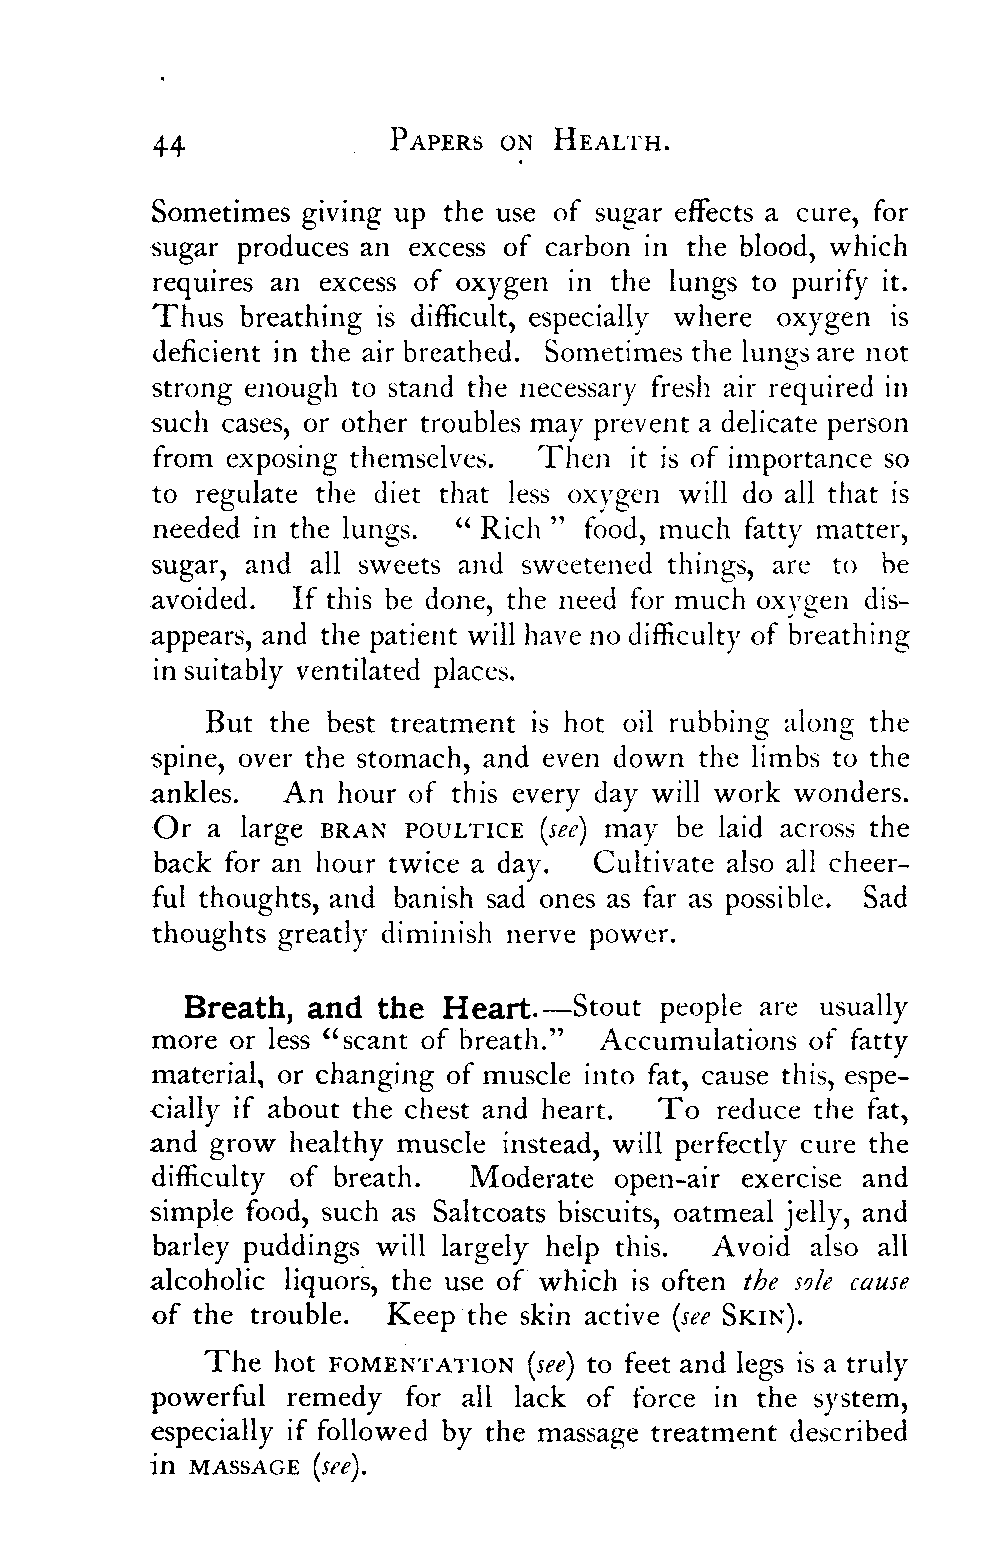 44 PAPERS ON HEALTH.
Sometimes giving up the use of sugar effects a cure, for
sugar produces an excess of carbon in the blood, which
requires an excess of oxygen in the lungs to purify it.
Thus breathing is difficult, especially where oxygen is
deficient in the air breathed. Sometimes the lungs are not
strong enough to stand the necessary fresh air required in
such cases, or other troubles may prevent a delicate person
from exposing themselves. Then it is of importance so
to regulate the diet that less oxygen will do all that is
needed in the lungs. “Rich” food, much fatty matter,
sugar, and all sweets and sweetened things, are to be
avoided. If this be done, the need for much oxygen dis-
appears, and the patient will have no difficulty of breathing
in suitably ventilated places.
But the best treatment is hot oil rubbing along the
spine, over the stomach, and even down the limbs to the
ankles. An hour of this every day will work wonders.
Or a large BRAN POULTICE (see) may be laid across the
back for an hour twice a day. Cultivate also all cheer-
ful thoughts, and banish sad ones as far as possible. Sad
thoughts greatly diminish nerve power.
Breath, and the Heart.—Stout people are usually
more or less “scant of breath.” Accumulations of fatty
material, or changing of muscle into fat, cause this, espe-
cially if about the chest and heart. To reduce the fat,
and grow healthy muscle instead, will perfectly cure the
difficulty of breath. Moderate open-air exercise and
simple food, such as Saltcoats biscuits, oatmeal jelly, and
barley puddings will largely help this. Avoid also all
alcoholic liquors, the use of which is often the sole cause
of the trouble. Keep the skin active (see SKIN).
The hot FOMENTATION (see) to feet and legs is a truly
powerful remedy for all lack of force in the system,
especially if followed by the massage treatment described
in MASSAGE (see).